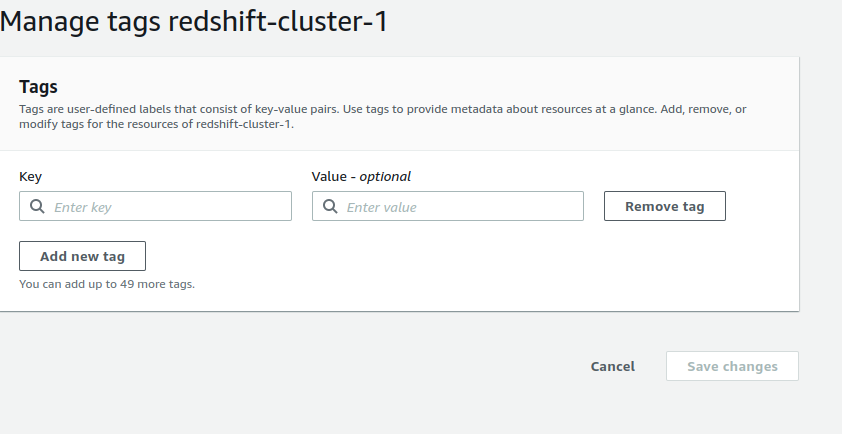 Manage tags redshift-cluster-1
Tags
Tags are user-defined labels that consist of key-value pairs. Use tags to provide metadata about resources at a glance. Add, remove, or
modify tags for the resources of redshift-cluster-1.
Key
Value - optional
Enter key
Enter value
Remove tag
Add new tag
You can add up to 49 more tags.
Cancel
Save changes